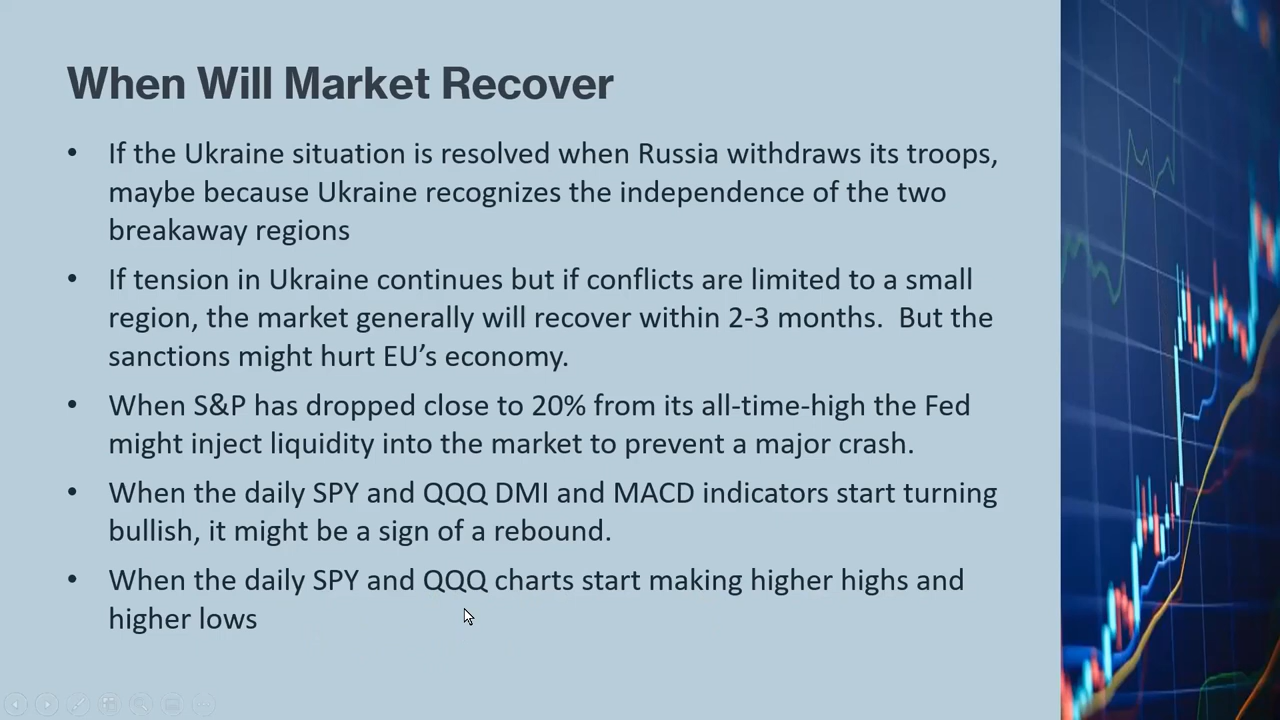 When Will Market Recover
• If the Ukraine situation is resolved when Russia withdraws its troops,
maybe because Ukraine recognizes the independence of the two
breakaway regions
• If tension in Ukraine continues but if conflicts are limited to a small
region, the market generally will recover within 2-3 months.  But the
sanctions might hurt EU’s economy.
• When S&P has dropped close to 20% from its all-time-high the Fed
might inject liquidity into the market to prevent a major crash.
• When the daily SPY and QQQ DMI and MACD indicators start turning
bullish, it might be a sign of a rebound.
• When the daily SPY and QQQ charts start making higher highs and
higher lows